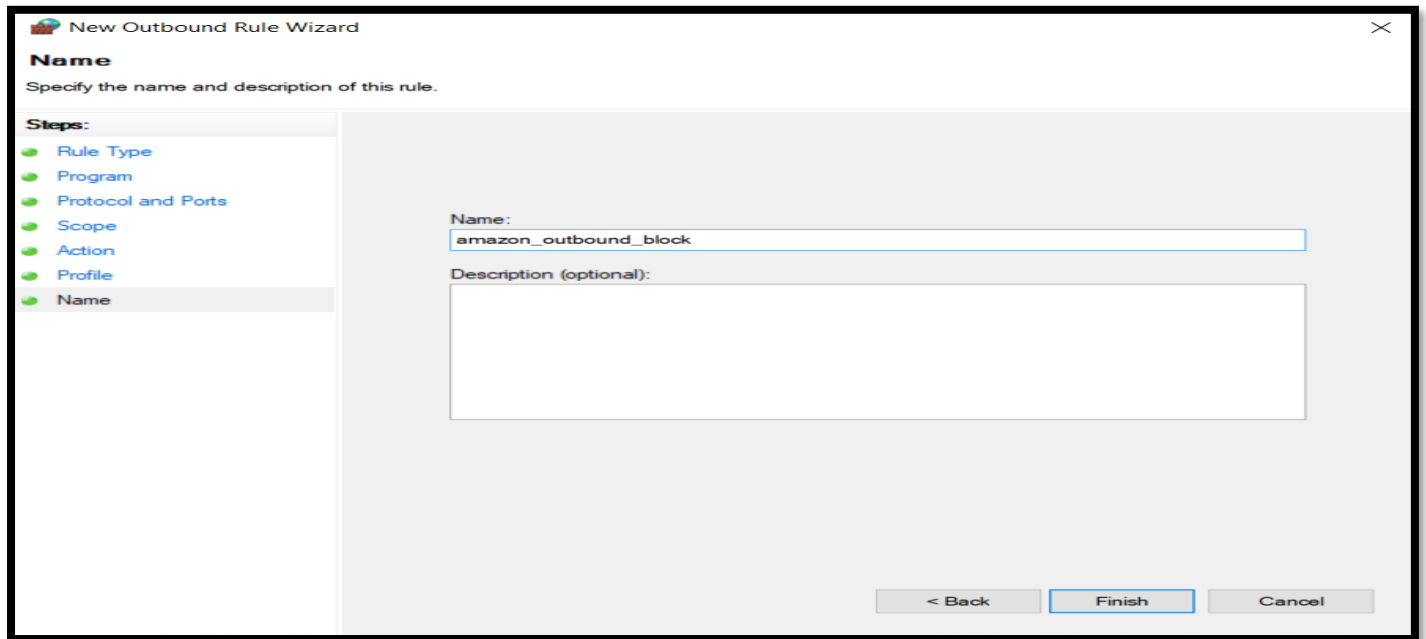 New Outbound Rule Wizard
Name
Specify the name and description of this rule.
Steps:
Rule Type
Program
Protocol and Ports
Scope
Action
Profile
Name
Name:
amazon_outbound_block
Description (optional):
< Back
Finish
Cancel